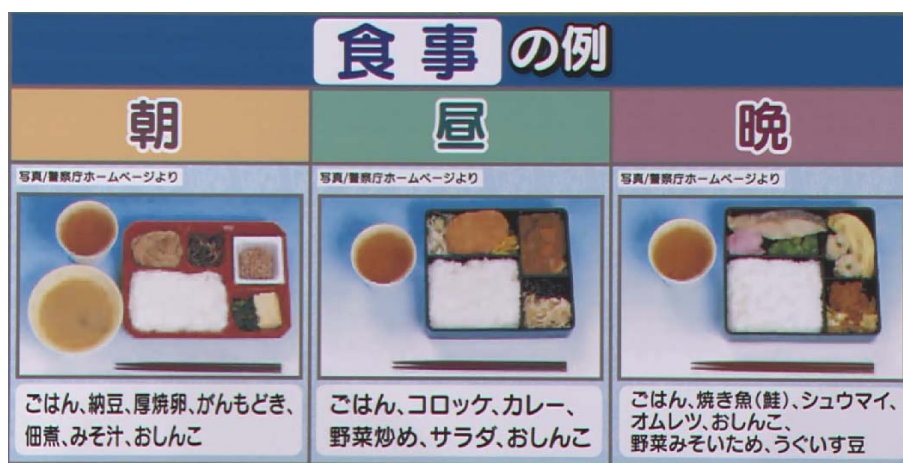 食事の例
朝
昼
晩
写真/警察庁ホームページより
写真/警察庁ホームページより
写真/警察庁ホームページより
ごはん、納豆、厚焼卵、がんもどき、
佃煮、みそ汁、おしんこ
ごはん、コロッケ、カレー、
野菜炒め、サラダ、おしんこ
ごはん、焼き魚(鮭)、シュウマイ、
オムレツ、おしんこ、
野菜みそいため、うぐいす豆